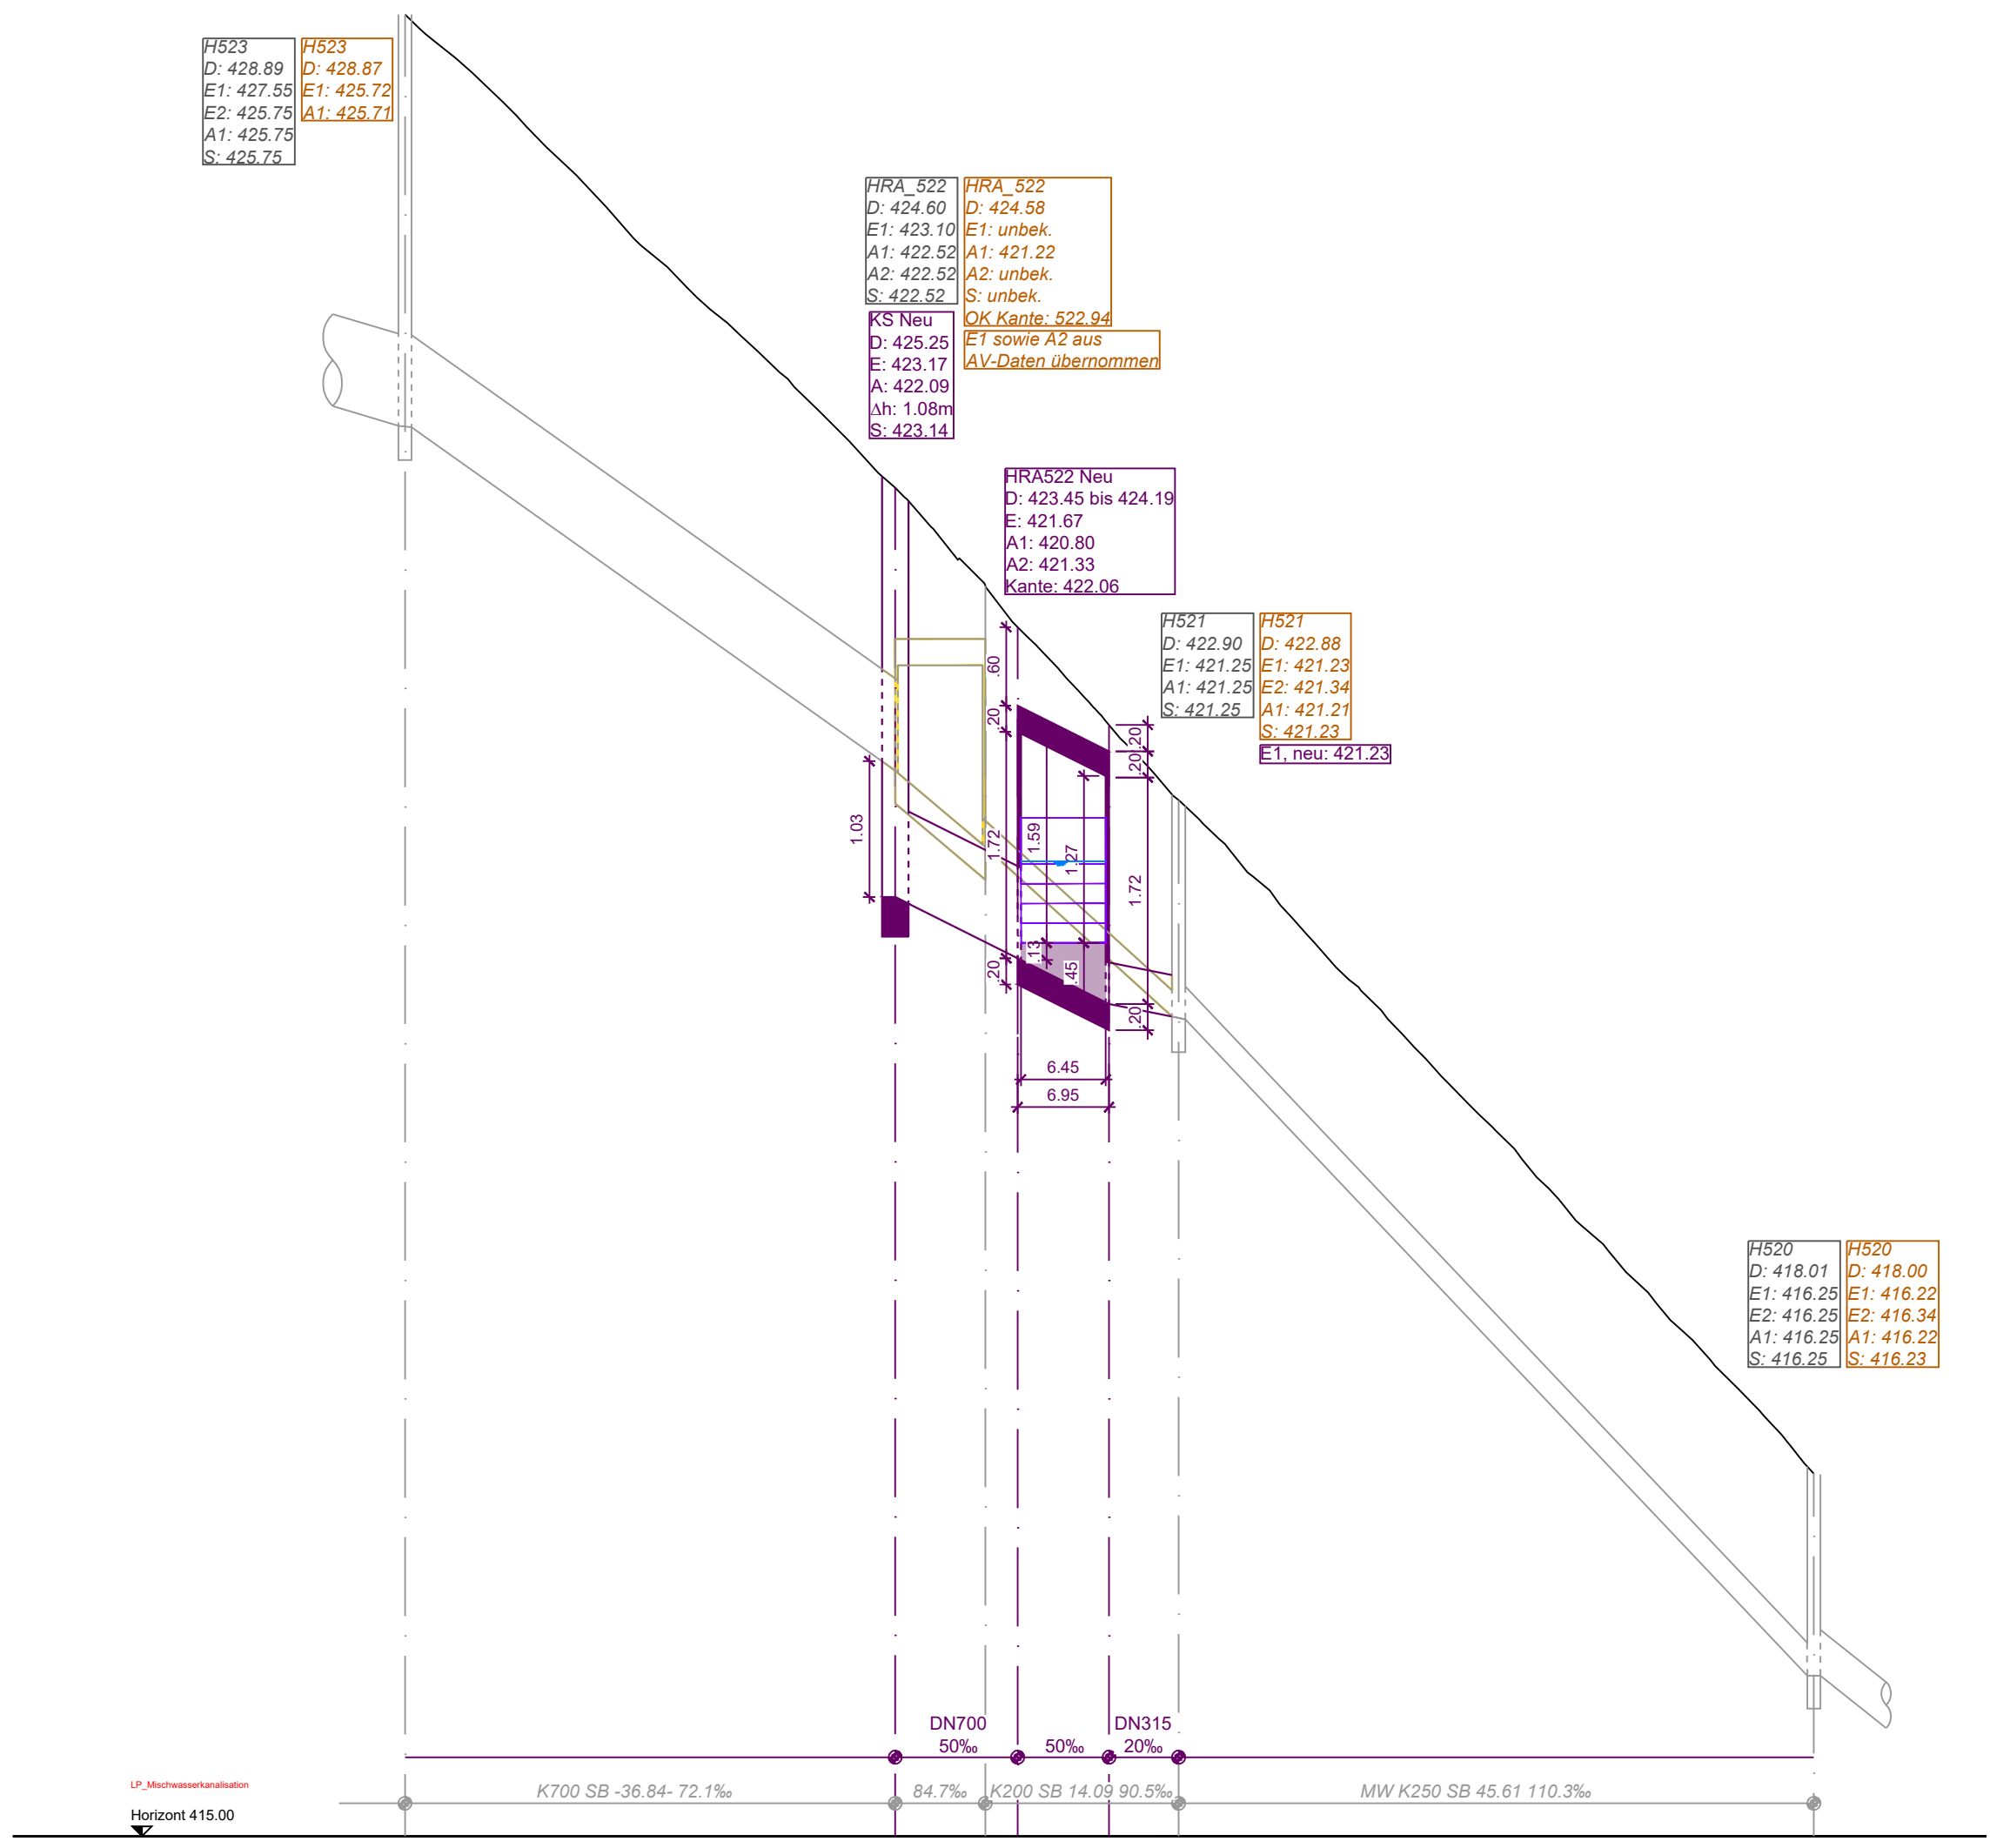 H523
D: 428.89
E1: 427.55
E2: 425.75
A1: 425.75
S: 425.75
H523
D: 428.87
E1: 425.72
A1: 425.71
HRA_522
D: 424.60
E1: 423.10
A1: 422.52
A2: 422.52
S: 422.52
HRA_522
D: 424.58
E1: unbek.
A1: 421.22
A2: unbek.
S: unbek.
OK Kante: 522.94
E1 sowie A2 aus
AV-Daten übernommen
KS Neu
D: 425.25
E: 423.17
A: 422.09
Δh: 1.08m
S: 423.14
HRA522 Neu
D: 423.45 bis 424.19
E: 421.67
A1: 420.80
A2: 421.33
Kante: 422.06
H521
D: 422.90
E1: 421.25
A1: 421.25
S: 421.25
H521
D: 422.88
E1: 421.23
E2: 421.34
A1: 421.21
S: 421.23
E1, neu: 421.23
.60
.20
.20
.20
1.03
1.72
1.59
1.27
1.72
.13
.45
.20
.20
6.45
6.95
H520
D: 418.01
E1: 416.25
E2: 416.25
A1: 416.25
S: 416.25
H520
D: 418.00
E1: 416.22
E2: 416.34
A1: 416.22
S: 416.23
DN700
50‰
50‰
DN315
20‰
K700 SB -36.84- 72.1‰
84.7‰
K200 SB 14.09 90.5‰
MW K250 SB 45.61 110.3‰
LP_Mischwasserkanalisation
Horizont 415.00